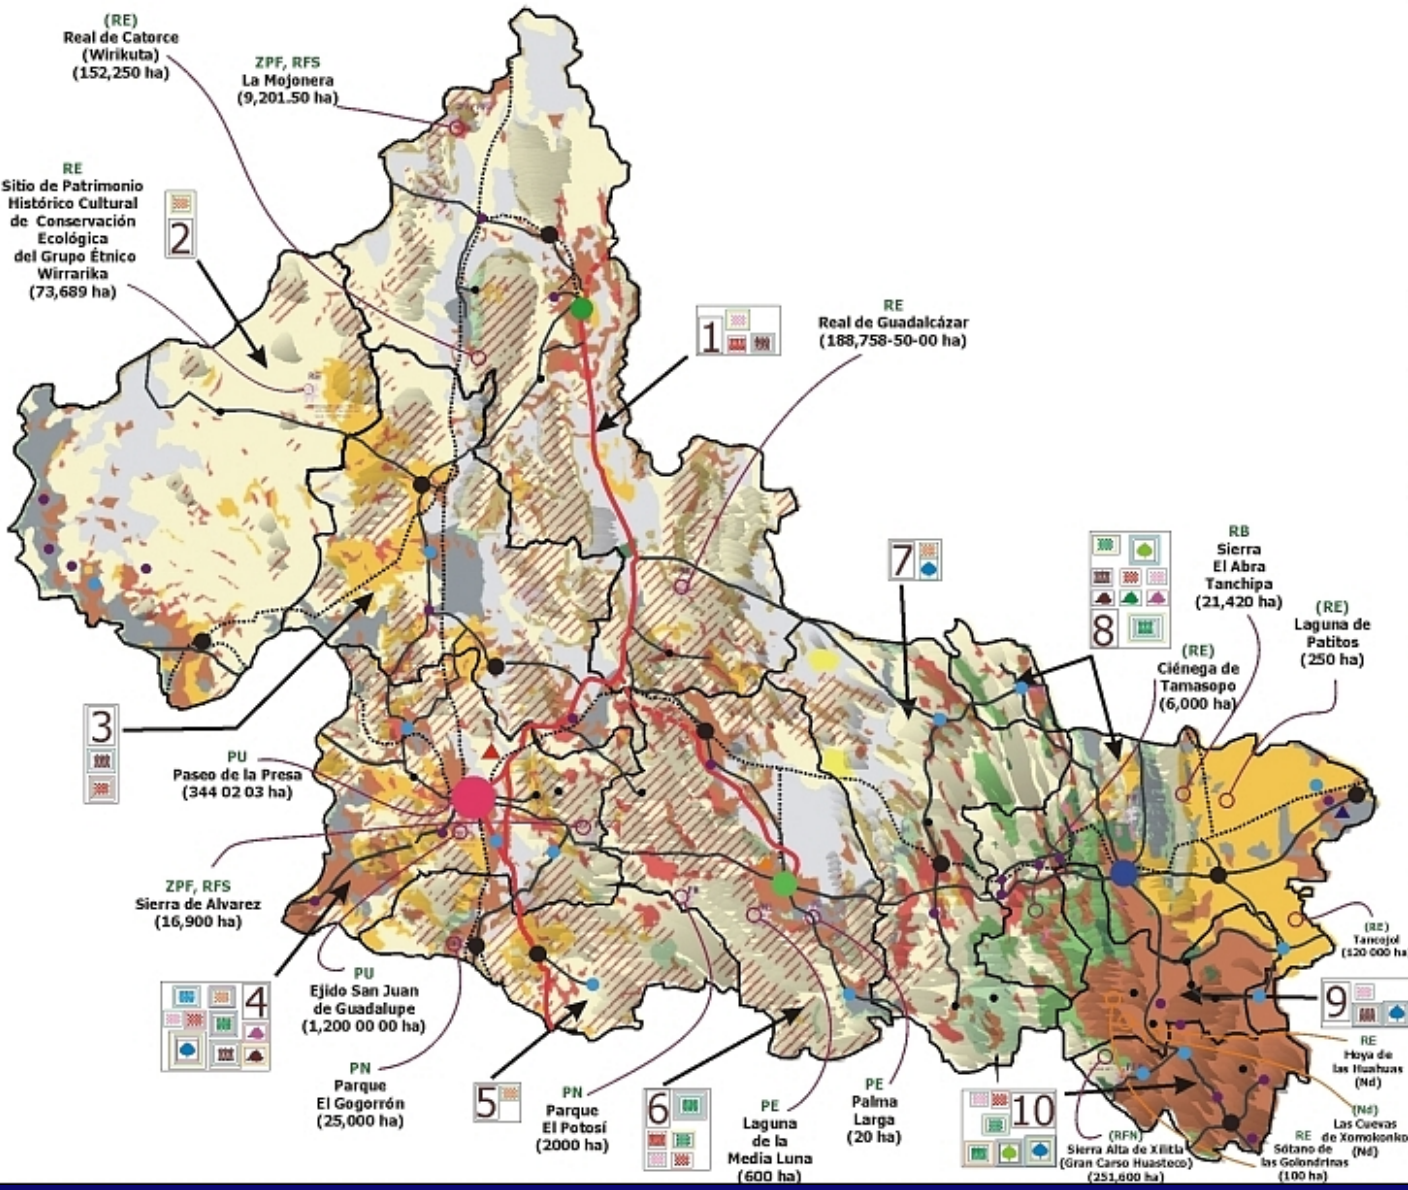 (RE)
Real de Catorce
(Wirikuta)
(152,250 ha)
ZPF, RFS
La Mojonera
(9,201.50 ha)
RE
Sitio de Patrimonio
Histórico Cultural
de Conservación
Ecológica
del Grupo Étnico
Wirrarika
(73,689 ha)
2
1
RE
Real de Guadalcázar
(188,758-50-00 ha)
7
8
RB
Sierra
El Abra
Tanchipa
(21,420 ha)
(RE)
Laguna de
Patitos
(250 ha)
(RE)
Ciénega de
Tamasopo
(6,000 ha)
3
PU
Paseo de la Presa
(344 02 03 ha)
ZPF, RFS
Sierra de Alvarez
(16,900 ha)
4
PU
Ejido San Juan
de Guadalupe
(1,200 00 00 ha)
PN
Parque
El Gogorrón
(25,000 ha)
5
PN
Parque
El Potosí
(2000 ha)
6
PE
Laguna
de la
Media Luna
(600 ha)
PE
Palma
Larga
(20 ha)
(RE)
Tancojol
(120 000 ha)
9
RE
Hoya de
las Huahuas
(Nd)
10
(RFN)
Sierra Alta de Xilitla
(Gran Carso Huasteco)
(251,600 ha)
(Nd)
Las Cuevas
de Xomokonko
(Nd)
RE
Sótano de
las Golondrinas
(100 ha)